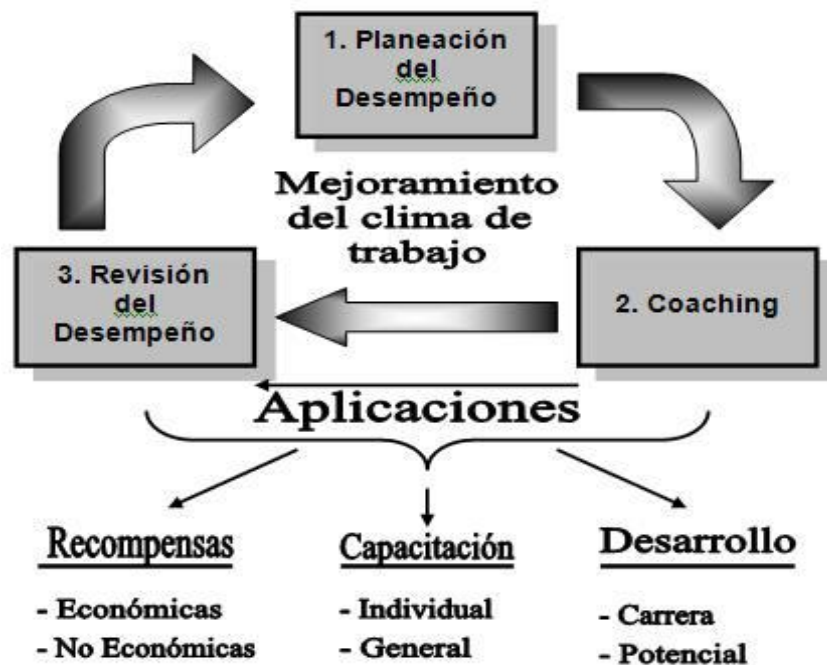 1. Planeación
del
Desempeño
Mejoramiento
del clima de
trabajo
3. Revisión
del
Desempeño
2. Coaching
Aplicaciones
Recompensas
- Económicas
- No Económicas
Capacitación
- Individual
- General
Desarrollo
- Carrera
- Potencial